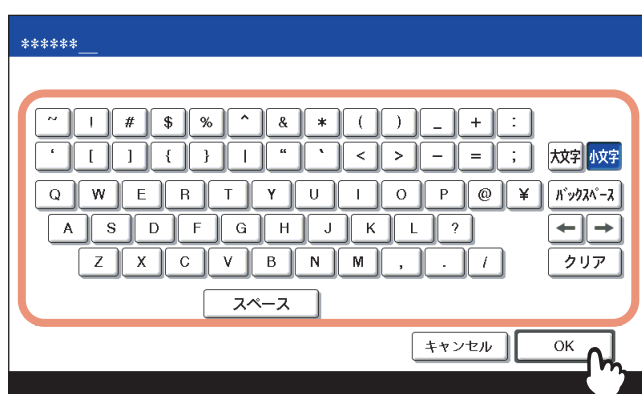 ******_
~ ! # $ % ^ & * ( ) _ + :
' [ ] { } | " ` < > - = ; 大文字 小文字
Q W E R T Y U I O P @ ¥ バックスペース
A S D F G H J K L ? ← →
Z X C V B N M , . / クリア
スペース
キャンセル OK